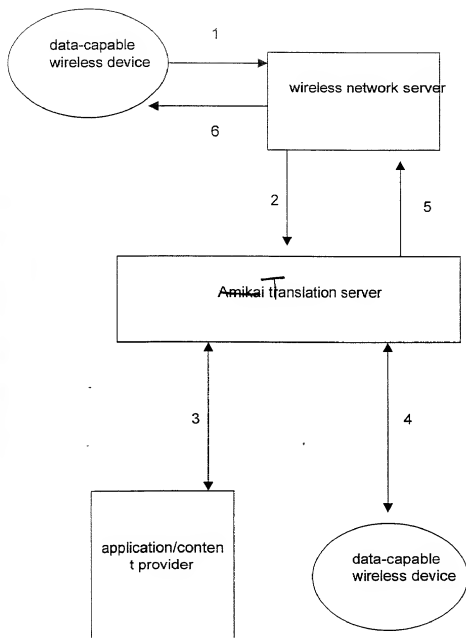 data-capable
wireless device
1
wireless network server
6
2
5
Amikai T translation server
3
4
application/conten
t provider
data-capable
wireless device